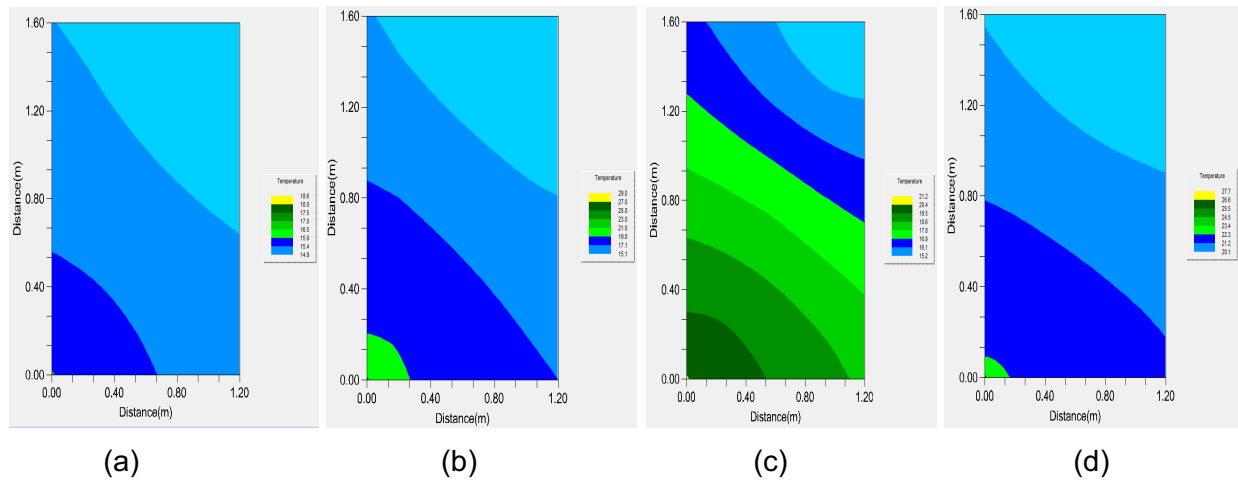 1.60
1.20
0.80
0.40
0.00
Distance(m)
0.00 0.40 0.80 1.20
Distance(m)
Temperature
18.6
18.0
17.5
17.0
16.5
15.9
15.4
14.9
(a)
1.60
1.20
0.80
0.40
0.00
Distance(m)
0.00 0.40 0.80 1.20
Distance(m)
Temperature
29.0
27.0
25.0
23.0
21.0
19.0
17.1
15.1
(b)
1.60
1.20
0.80
0.40
0.00
Distance(m)
0.00 0.40 0.80 1.20
Distance(m)
Temperature
21.2
20.4
19.5
18.6
17.8
16.9
16.1
15.2
(c)
1.60
1.20
0.80
0.40
0.00
Distance(m)
0.00 0.40 0.80 1.20
Distance(m)
Temperature
27.7
26.6
25.5
24.5
23.4
22.3
21.2
20.1
(d)